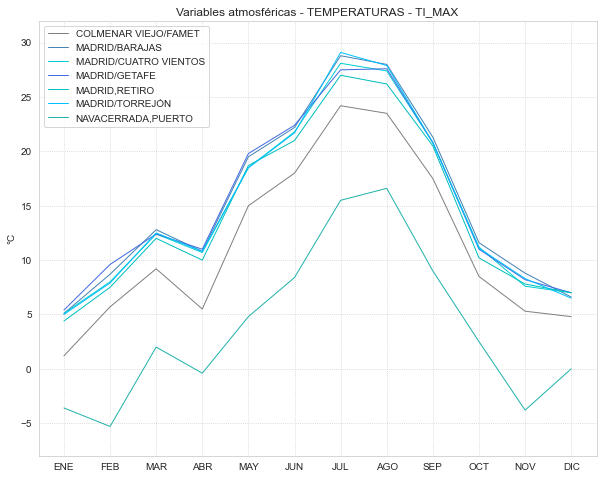 Variables atmosféricas - TEMPERATURAS - TI_MAX
COLMENAR VIEJO/FAMET
MADRID/BARAJAS
MADRID/CUATRO VIENTOS
MADRID/GETAFE
MADRID,RETIRO
MADRID/TORREJÓN
NAVACERRADA,PUERTO
30
25
20
15
10
5
0
−5
°C
ENE FEB MAR ABR MAY JUN JUL AGO SEP OCT NOV DIC